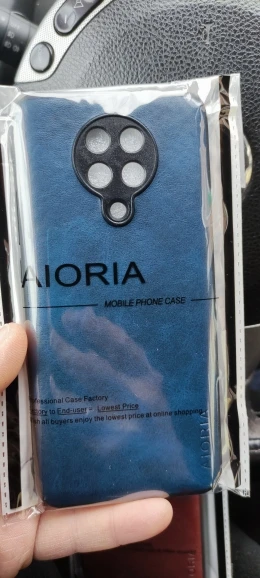 AIORIA
MOBILE PHONE CASE
Professional Case Factory
Factory to End-user - Lowest Price
all buyers enjoy the lowest price at online shopping
AIORIA